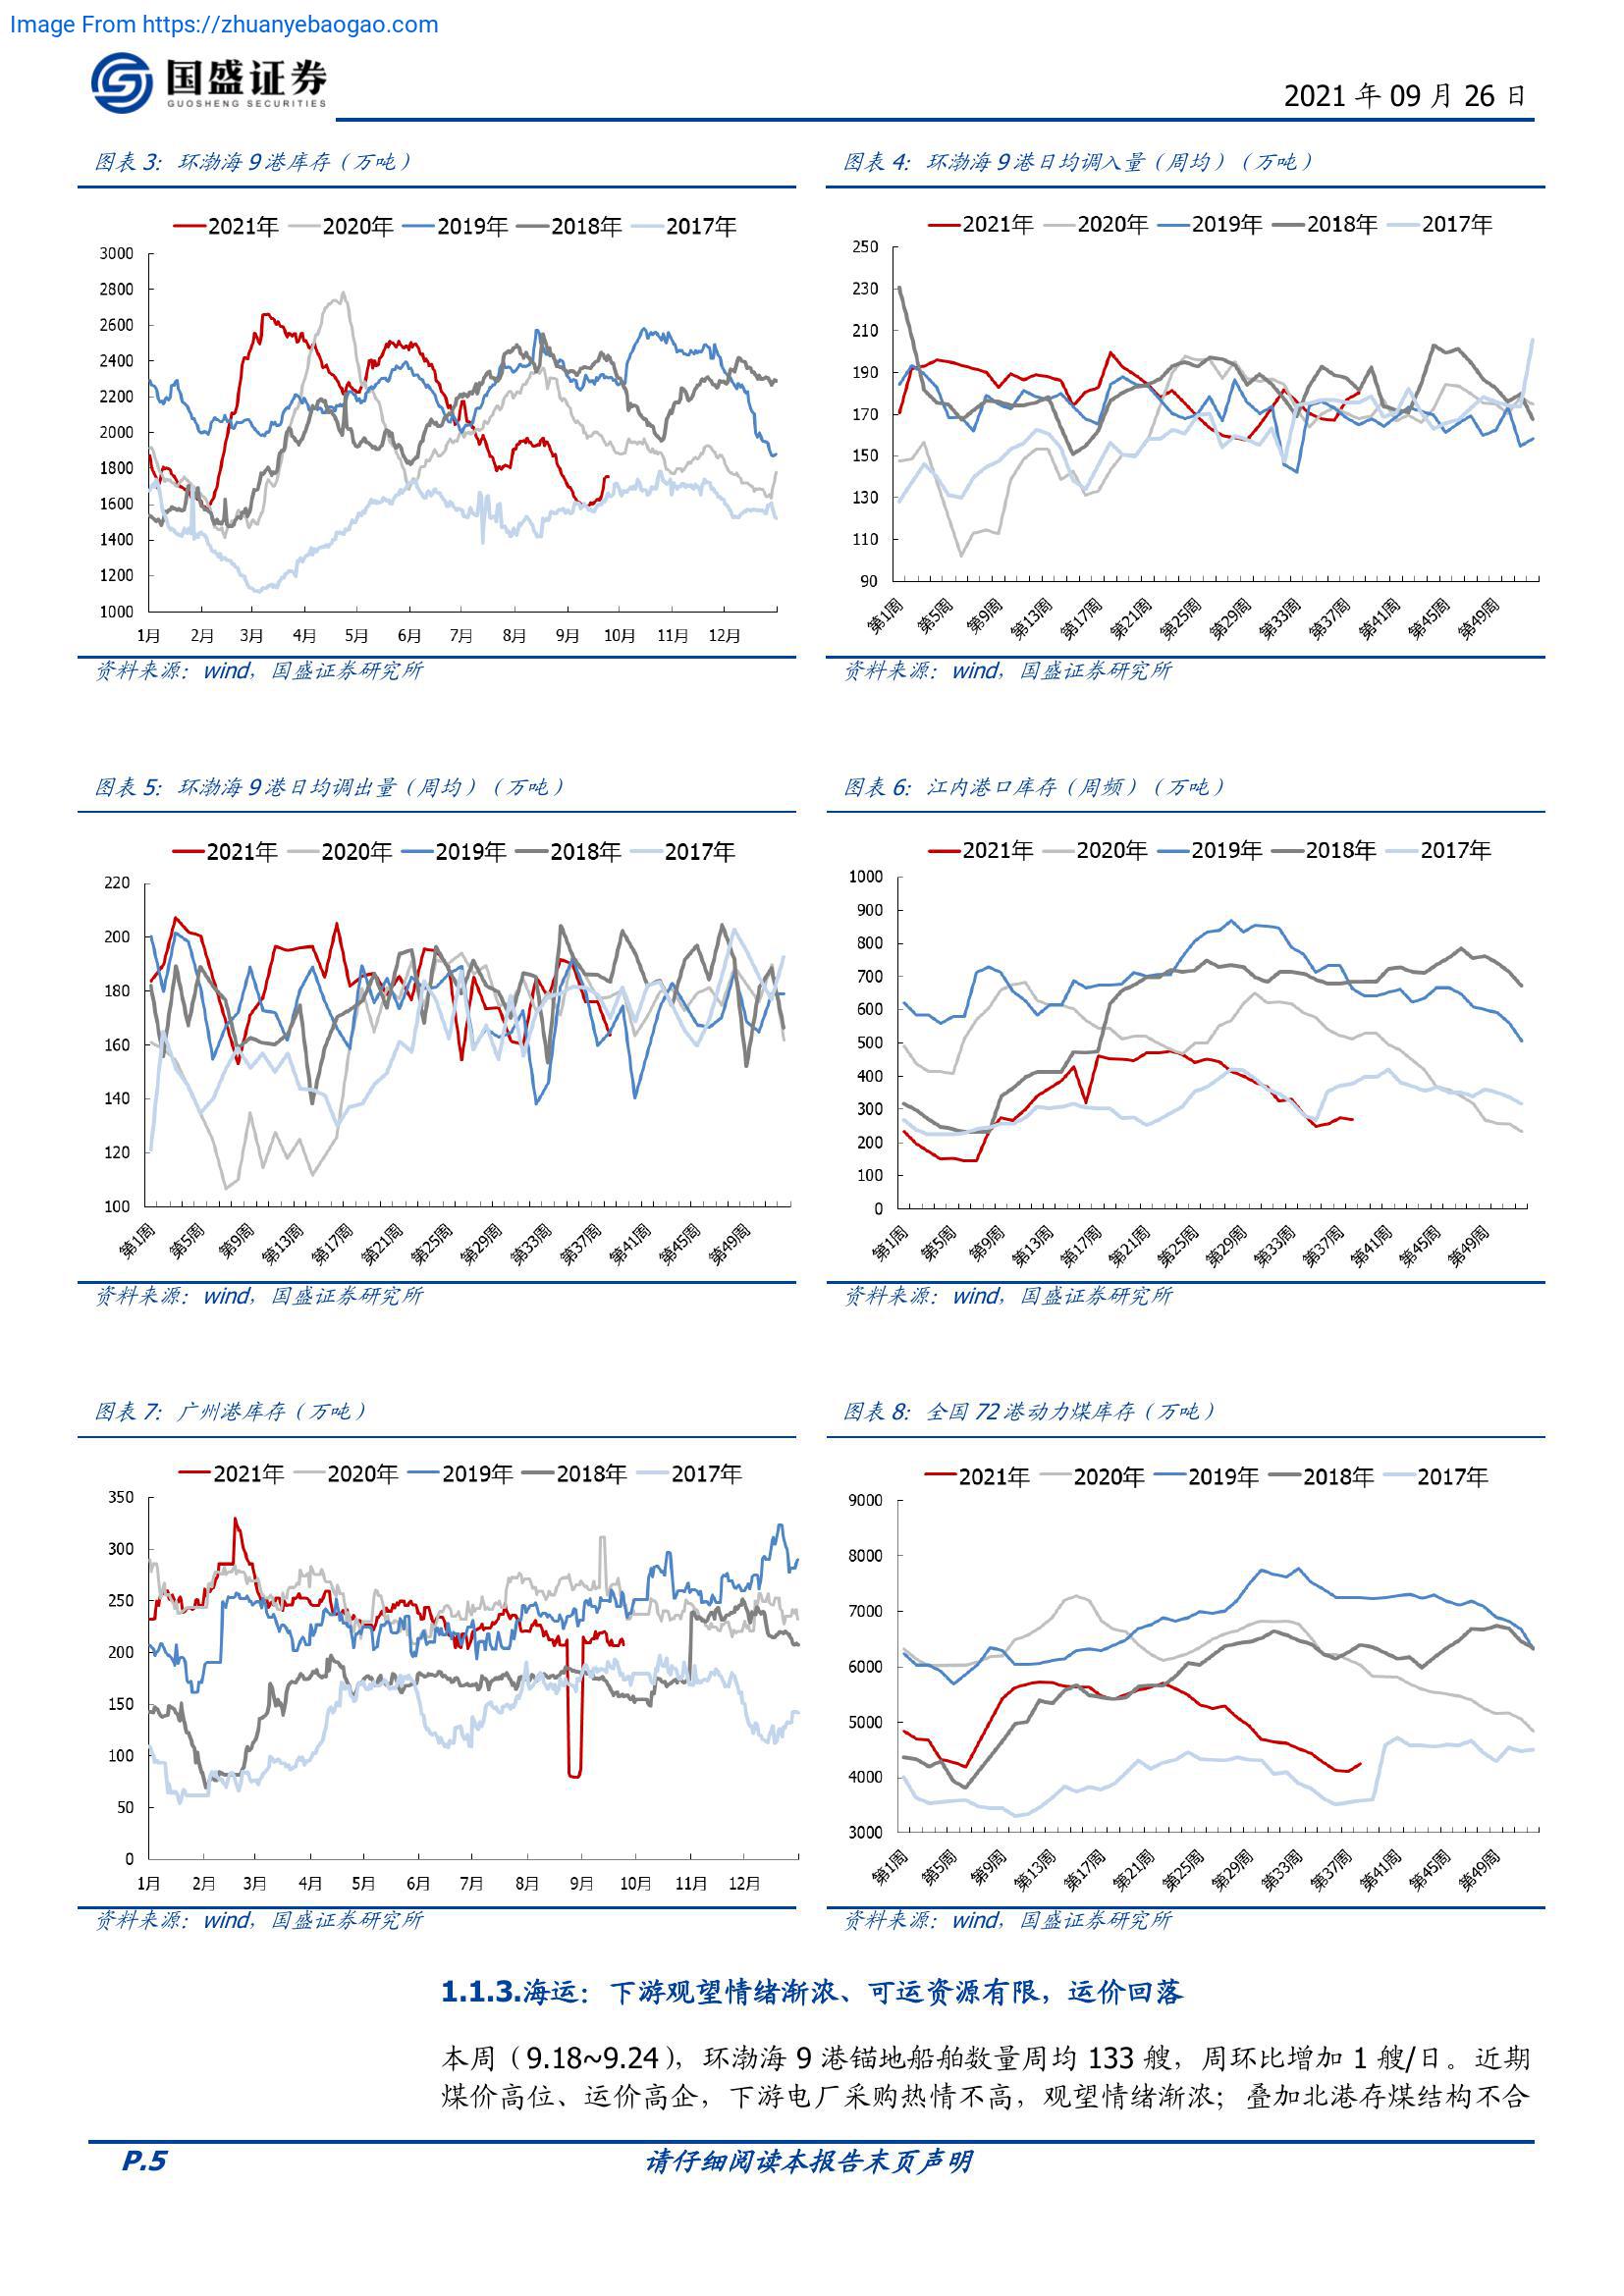 Image From https://zhuanyebaogao.com
国盛证券
GUOSHENG SECURITIES
2021 年 09 月 26 日
图表 3：环渤海 9 港库存（万吨）
2021年 2020年 2019年 2018年 2017年
3000
2800
2600
2400
2200
2000
1800
1600
1400
1200
1000
1月 2月 3月 4月 5月 6月 7月 8月 9月 10月 11月 12月
资料来源：wind，国盛证券研究所
图表 4：环渤海 9 港日均调入量（周均）（万吨）
2021年 2020年 2019年 2018年 2017年
250
230
210
190
170
150
130
110
90
第1周 第5周 第9周 第13周 第17周 第21周 第25周 第29周 第33周 第37周 第41周 第45周 第49周
资料来源：wind，国盛证券研究所
图表 5：环渤海 9 港日均调出量（周均）（万吨）
2021年 2020年 2019年 2018年 2017年
220
200
180
160
140
120
100
第1周 第5周 第9周 第13周 第17周 第21周 第25周 第29周 第33周 第37周 第41周 第45周 第49周
资料来源：wind，国盛证券研究所
图表 6：江内港口库存（周频）（万吨）
2021年 2020年 2019年 2018年 2017年
1000
900
800
700
600
500
400
300
200
100
0
第1周 第5周 第9周 第13周 第17周 第21周 第25周 第29周 第33周 第37周 第41周 第45周 第49周
资料来源：wind，国盛证券研究所
图表 7：广州港库存（万吨）
2021年 2020年 2019年 2018年 2017年
350
300
250
200
150
100
50
0
1月 2月 3月 4月 5月 6月 7月 8月 9月 10月 11月 12月
资料来源：wind，国盛证券研究所
图表 8：全国 72 港动力煤库存（万吨）
2021年 2020年 2019年 2018年 2017年
9000
8000
7000
6000
5000
4000
3000
第1周 第5周 第9周 第13周 第17周 第21周 第25周 第29周 第33周 第37周 第41周 第45周 第49周
资料来源：wind，国盛证券研究所
1.1.3.海运：下游观望情绪渐浓、可运资源有限，运价回落
本周（9.18~9.24），环渤海 9 港锚地船舶数量周均 133 艘，周环比增加 1 艘/日。近期
煤价高位、运价高企，下游电厂采购热情不高，观望情绪渐浓；叠加北港存煤结构不合
P.5
请仔细阅读本报告末页声明